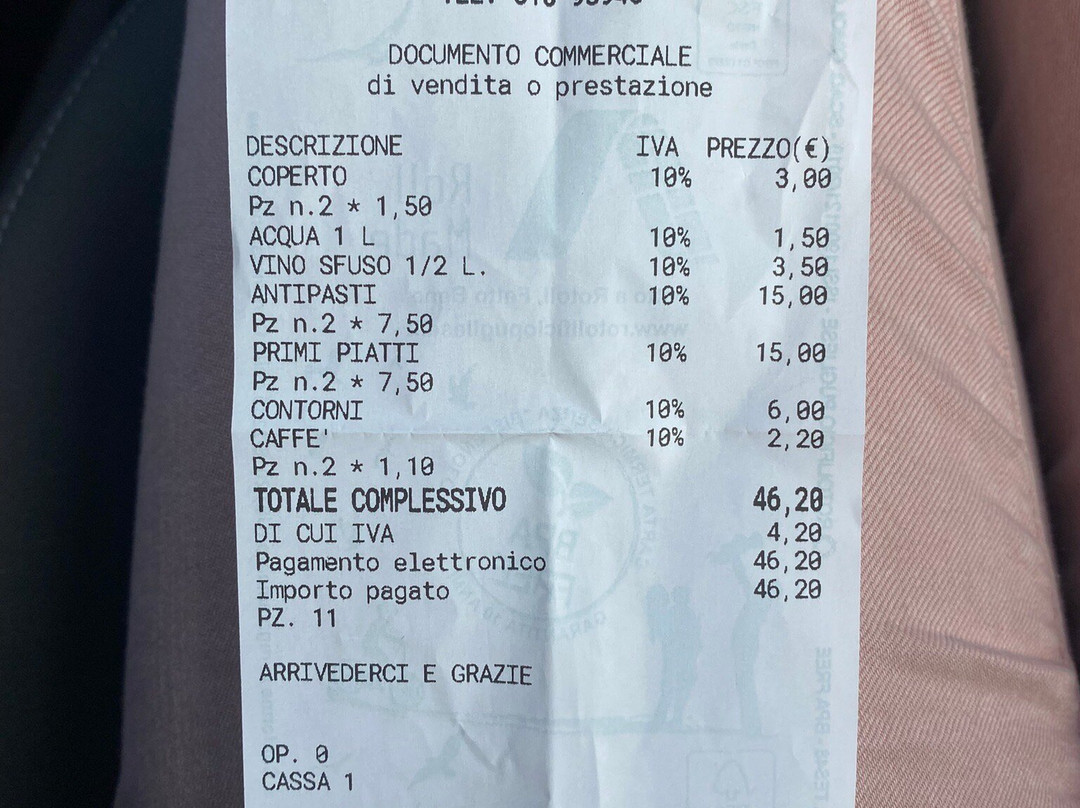 DOCUMENTO COMMERCIALE
di vendita o prestazione
DESCRIZIONE IVA PREZZO(€)
COPERTO 10% 3,00
Pz n.2 * 1,50
ACQUA 1 L 10% 1,50
VINO SFUSO 1/2 L. 10% 3,50
ANTIPASTI 10% 15,00
Pz n.2 * 7,50
PRIMI PIATTI 10% 15,00
Pz n.2 * 7,50
CONTORNI 10% 6,00
CAFFE' 10% 2,20
Pz n.2 * 1,10
TOTALE COMPLESSIVO 46,20
DI CUI IVA 4,20
Pagamento elettronico 46,20
Importo pagato 46,20
PZ. 11
ARRIVEDERCI E GRAZIE
OP. 0
CASSA 1